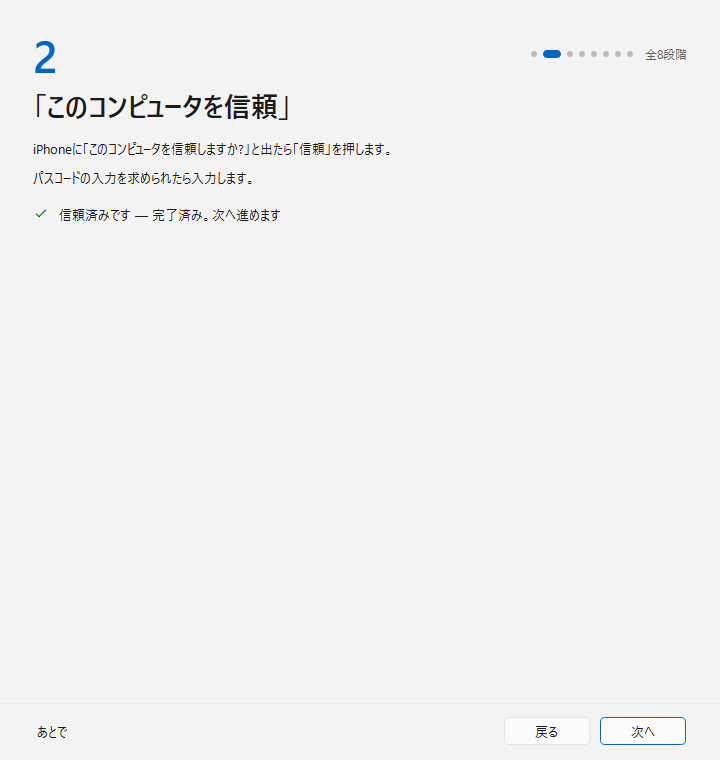 2
全8段階
「このコンピュータを信頼」
iPhoneに「このコンピュータを信頼しますか?」と出たら「信頼」を押します。
パスコードの入力を求められたら入力します。
信頼済みです — 完了済み。次へ進めます
あとで
戻る
次へ